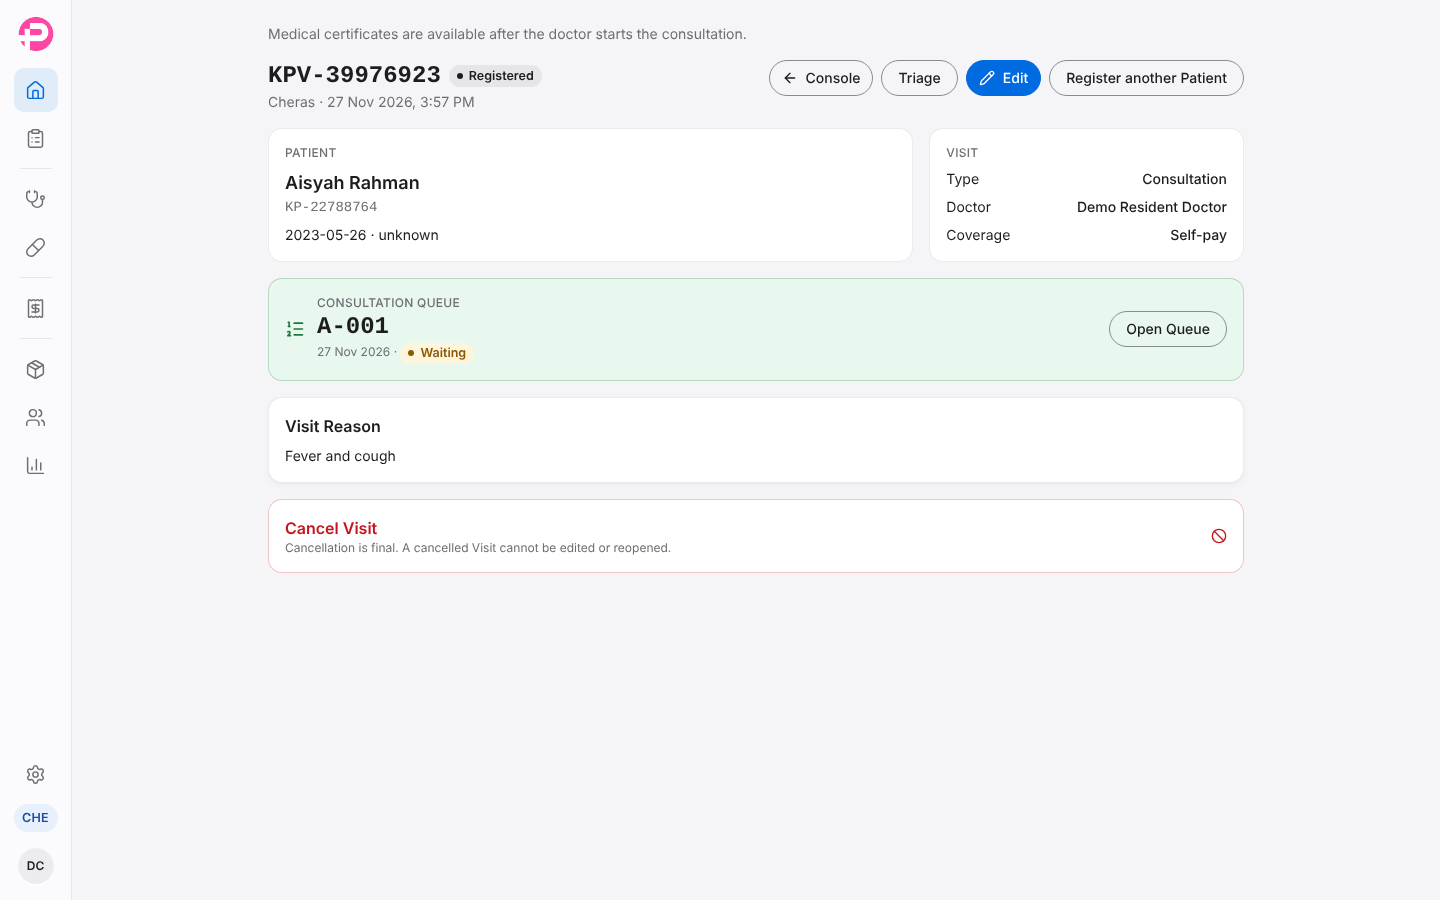 Medical certificates are available after the doctor starts the consultation.
KPV-39976923
Registered
Cheras · 27 Nov 2026, 3:57 PM
Console
Triage
Edit
Register another Patient
PATIENT
Aisyah Rahman
KP-22788764
2023-05-26 · unknown
VISIT
Type Consultation
Doctor Demo Resident Doctor
Coverage Self-pay
CONSULTATION QUEUE
A-001
27 Nov 2026 · Waiting
Open Queue
Visit Reason
Fever and cough
Cancel Visit
Cancellation is final. A cancelled Visit cannot be edited or reopened.
CHE
DC